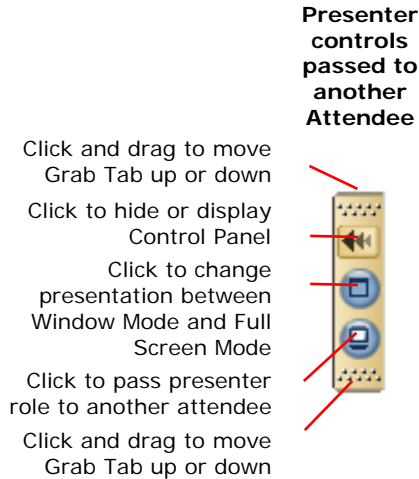 Presenter
controls
passed to
another
Attendee
Click and drag to move
Grab Tab up or down
Click to hide or display
Control Panel
Click to change
presentation between
Window Mode and Full
Screen Mode
Click to pass presenter
role to another attendee
Click and drag to move
Grab Tab up or down